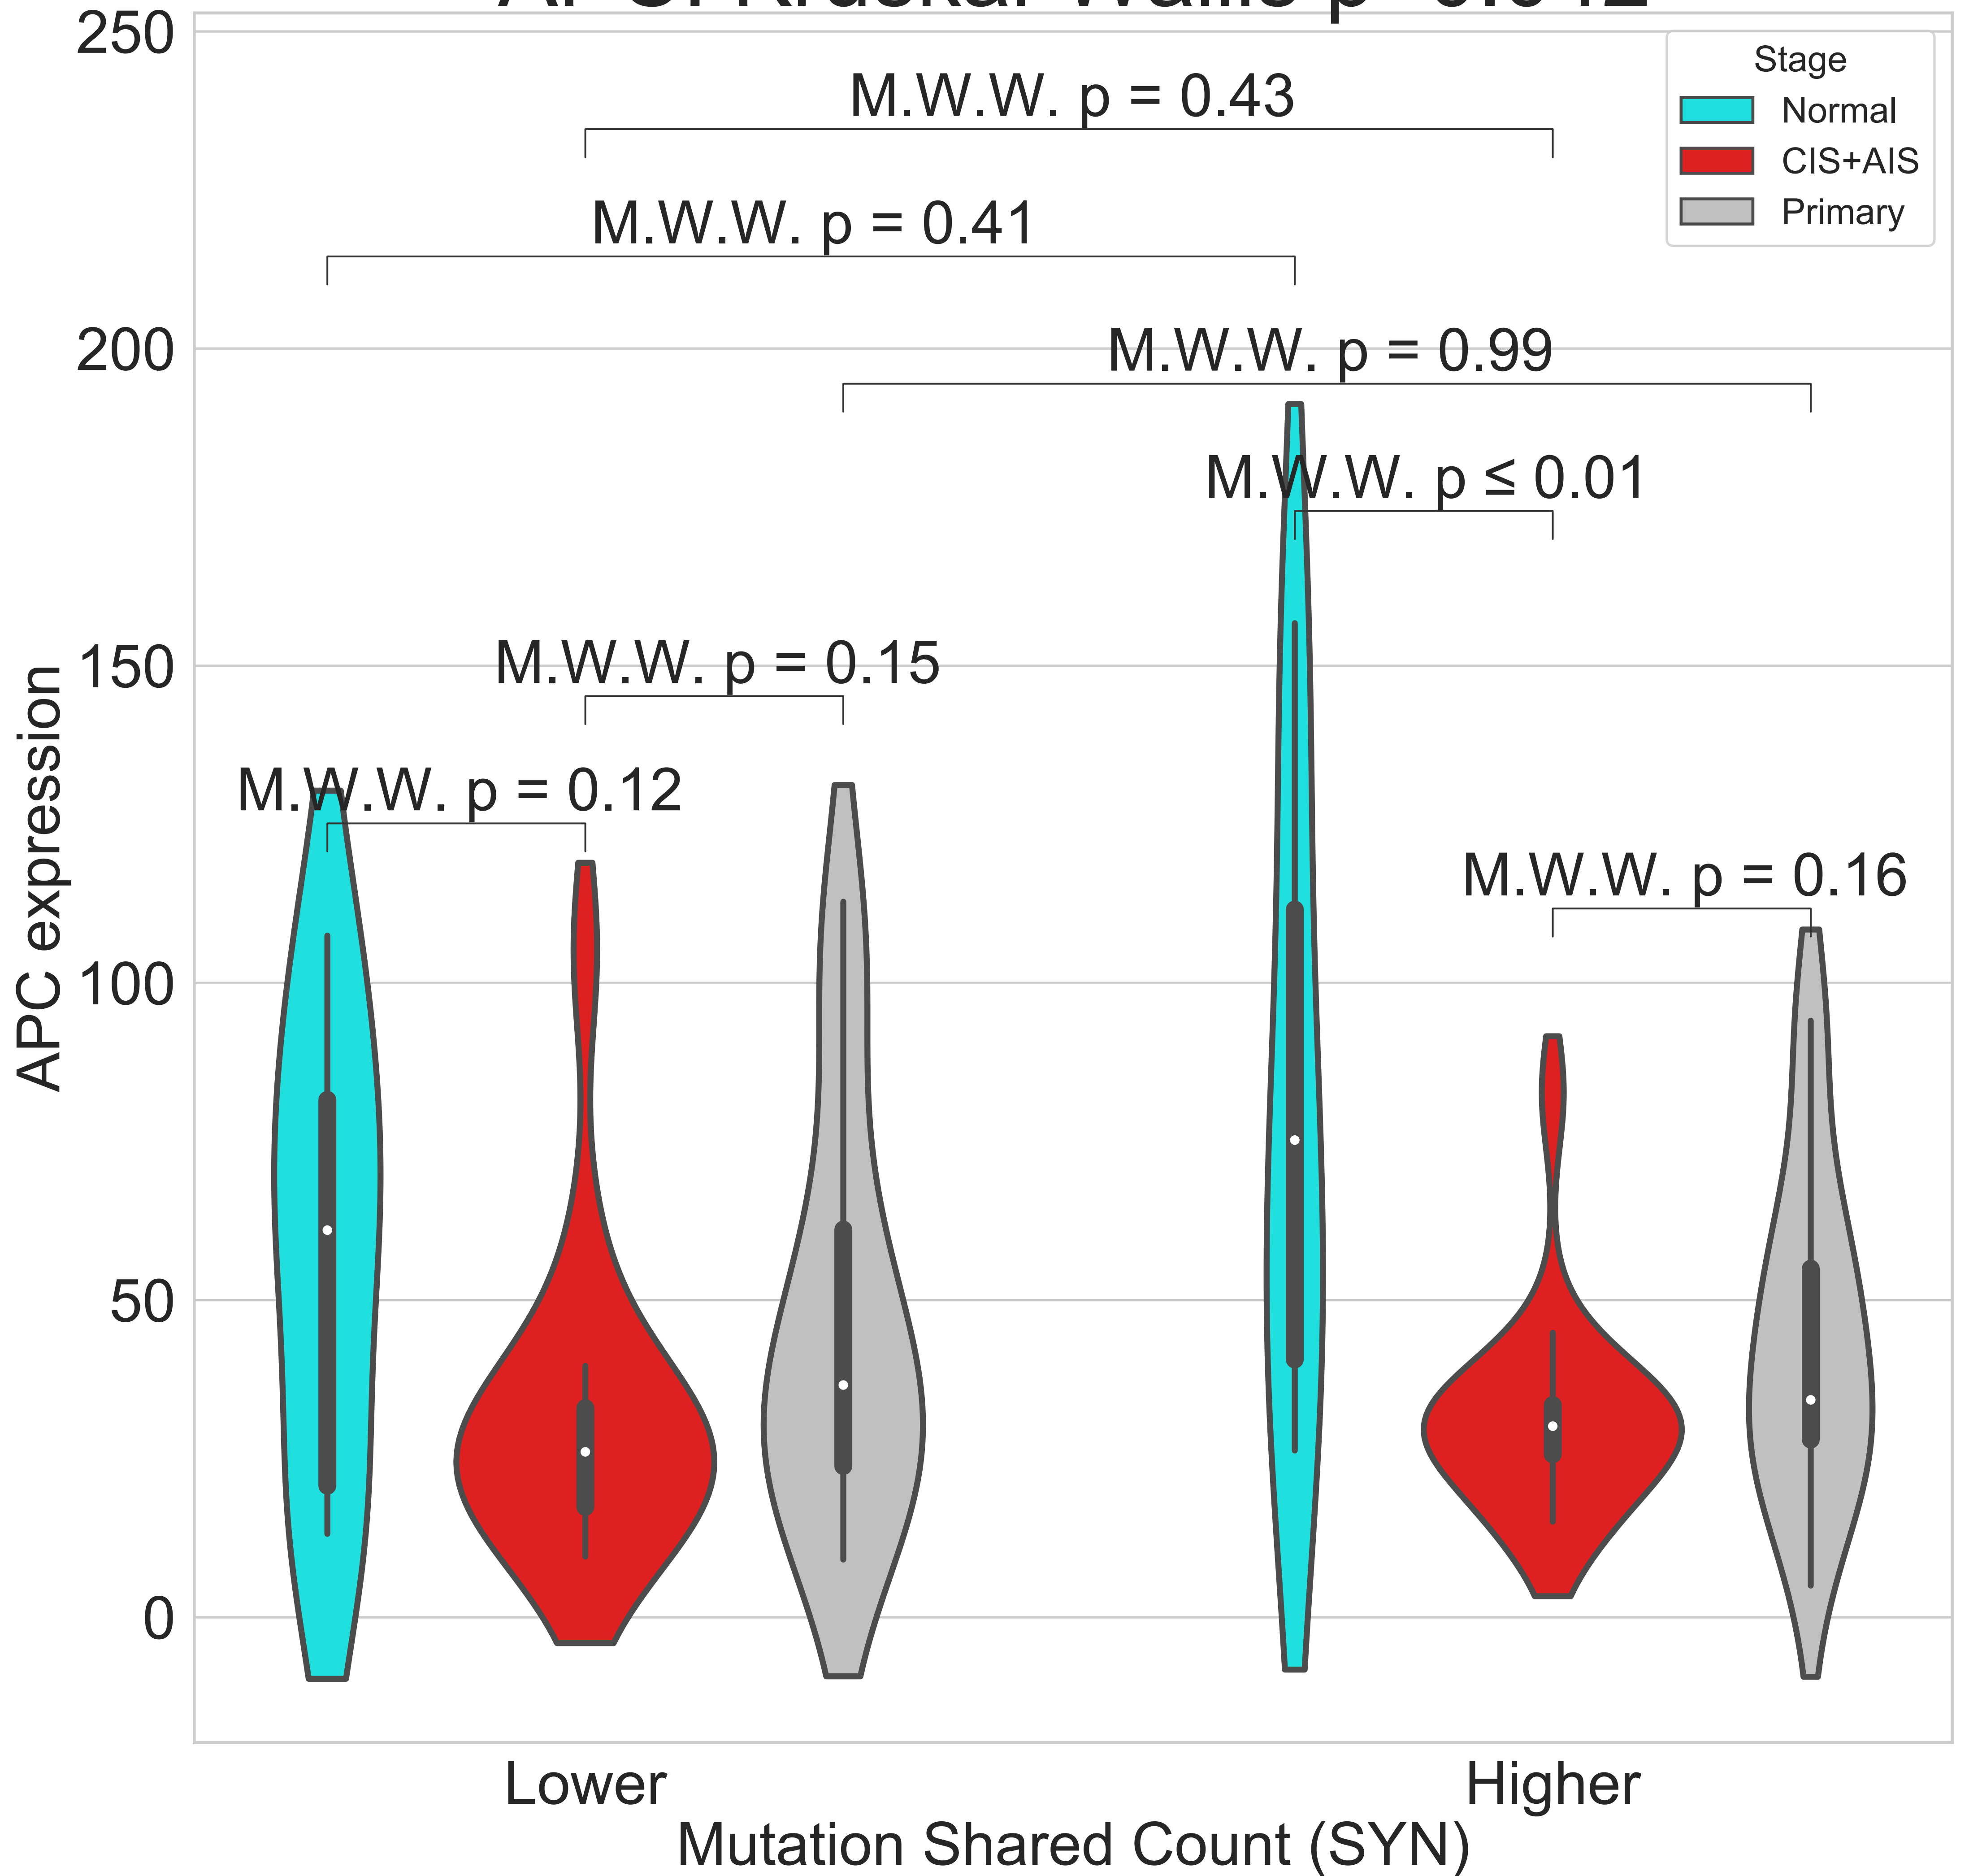 250
Stage
Normal
CIS+AIS
Primary
M.W.W. p = 0.43
M.W.W. p = 0.41
200
M.W.W. p = 0.99
M.W.W. p ≤ 0.01
150
M.W.W. p = 0.15
M.W.W. p = 0.12
M.W.W. p = 0.16
100
50
0
APC expression
Lower
Higher
Mutation Shared Count (SYN)